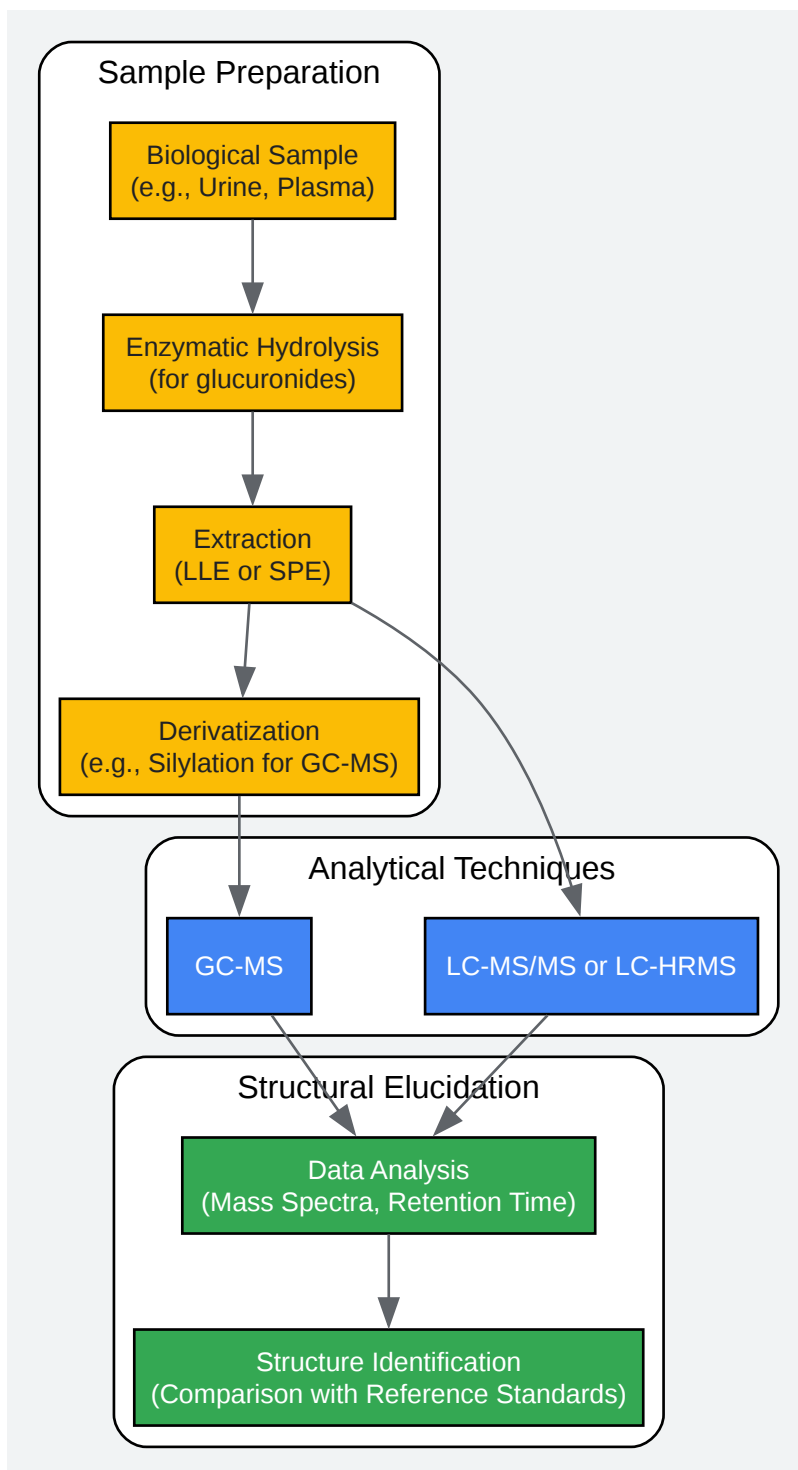 Sample Preparation
Biological Sample
(e.g., Urine, Plasma)
Enzymatic Hydrolysis
(for glucuronides)
Extraction
(LLE or SPE)
Derivatization
(e.g., Silylation for GC-MS)
Analytical Techniques
GC-MS
LC-MS/MS or LC-HRMS
Structural Elucidation
Data Analysis
(Mass Spectra, Retention Time)
Structure Identification
(Comparison with Reference Standards)